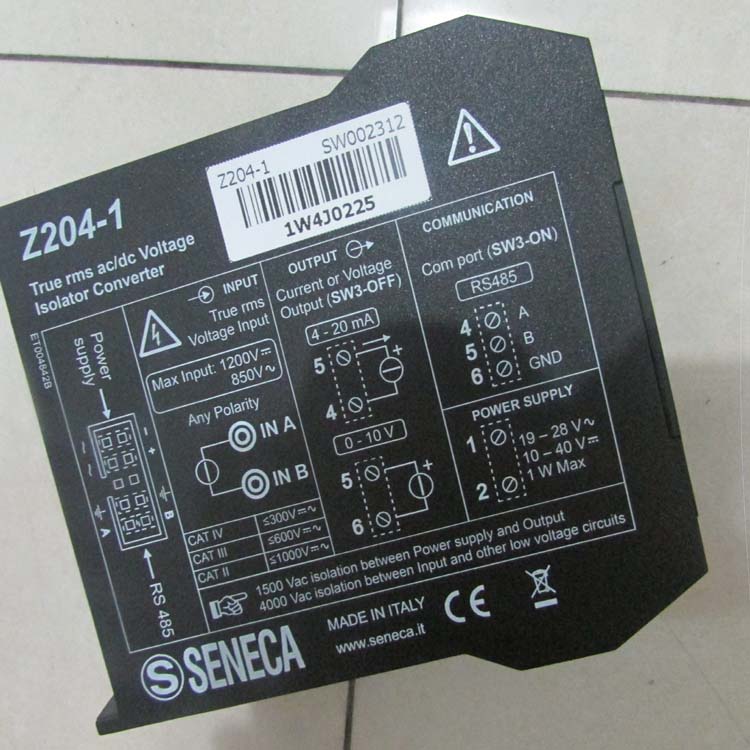 Z204-1
SW002312
1W4J0225
Z204-1
True rms ac/dc Voltage
Isolator Converter
ET004642B
Power
supply
- +
~ ~
A B
RS 485
INPUT
True rms
Voltage Input
Max Input: 1200V⎓
850V~
Any Polarity
IN A
IN B
CAT IV ≤300V⎓~
CAT III ≤600V⎓~
CAT II ≤1000V⎓~
OUTPUT
Current or Voltage
Output (SW3-OFF)
4 - 20 mA
5
+
4
0 - 10 V
5
+
6
COMMUNICATION
Com port (SW3-ON)
RS485
4 A
5 B
6 GND
POWER SUPPLY
1
19 – 28 V~
10 – 40 V⎓
1 W Max
2
1500 Vac isolation between Power supply and Output
4000 Vac isolation between Input and other low voltage circuits
S SENECA
MADE IN ITALY
www.seneca.it
CE